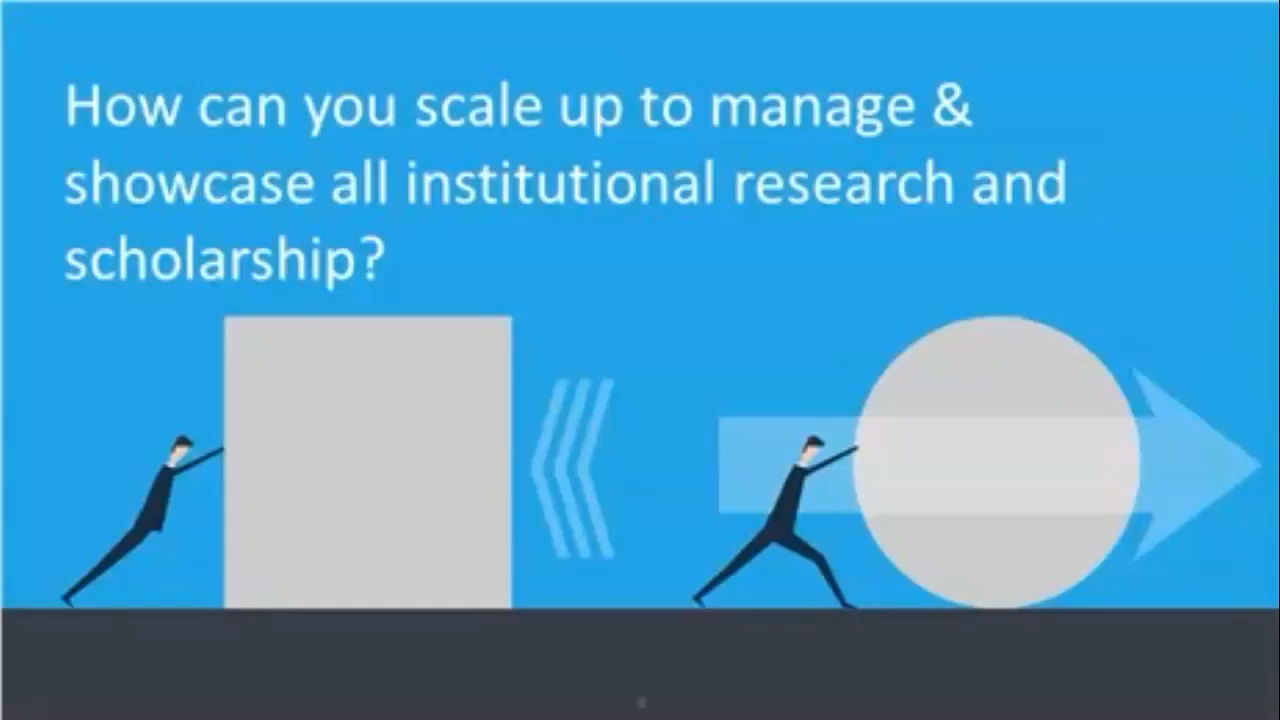 How can you scale up to manage &
showcase all institutional research and
scholarship?